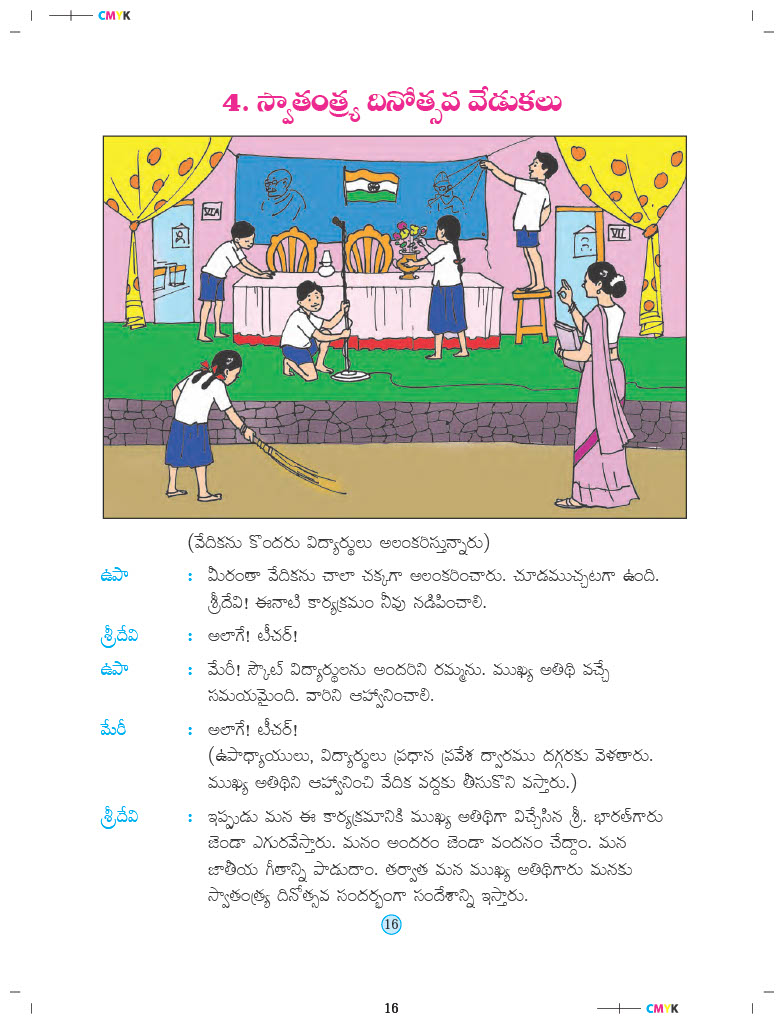 CMYK
4. స్వాతంత్ర్య దినోత్సవ వేడుకలు
VII A
VII
(వేదికను కొందరు విద్యార్థులు అలంకరిస్తున్నారు)
ఉపా : మీరంతా వేదికను చాలా చక్కగా అలంకరించారు. చూడముచ్చటగా ఉంది.
శ్రీదేవి! ఈనాటి కార్యక్రమం నీవు నడిపించాలి.
శ్రీదేవి : అలాగే! టీచర్!
ఉపా : మేరీ! స్కౌట్ విద్యార్థులను అందరిని రమ్మను. ముఖ్య అతిథి వచ్చే
సమయమైంది. వారిని ఆహ్వానించాలి.
మేరీ : అలాగే! టీచర్!
(ఉపాధ్యాయులు, విద్యార్థులు ప్రధాన ప్రవేశ ద్వారము దగ్గరకు వెళతారు.
ముఖ్య అతిథిని ఆహ్వానించి వేదిక వద్దకు తీసుకొని వస్తారు.)
శ్రీదేవి : ఇప్పుడు మన ఈ కార్యక్రమానికి ముఖ్య అతిథిగా విచ్చేసిన శ్రీ. భారత్‌గారు
జెండా ఎగురవేస్తారు. మనం అందరం జెండా వందనం చేద్దాం. మన
జాతీయ గీతాన్ని పాడుదాం. తర్వాత మన ముఖ్య అతిథిగారు మనకు
స్వాతంత్ర్య దినోత్సవ సందర్భంగా సందేశాన్ని ఇస్తారు.
16
16
CMYK